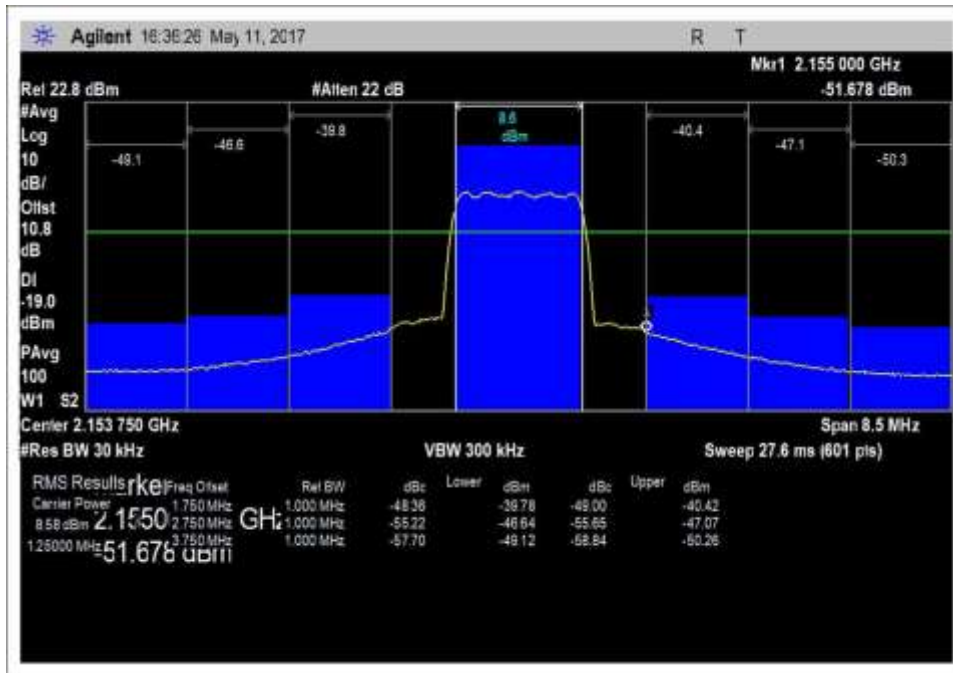 Agilent 16:36:26 May 11, 2017 R T
Mkr1 2.155 000 GHz
Ref 22.8 dBm #Atten 22 dB -51.678 dBm
#Avg
Log
10
dB/
Offst
10.8
dB
DI
-19.0
dBm
PAvg
100
W1 S2
-49.1 -46.6 -39.8 8.6 dBm -40.4 -47.1 -50.3
Center 2.153 750 GHz Span 8.5 MHz
#Res BW 30 kHz VBW 300 kHz Sweep 27.6 ms (601 pts)
RMS Results Freq Offset Ref BW dBc Lower dBm dBc Upper dBm
Carrier Power 1.750 MHz 1.000 MHz -48.36 -39.78 -49.00 -40.42
8.58 dBm 2.750 MHz 1.000 MHz -55.22 -46.64 -55.65 -47.07
1.25000 MHz 3.750 MHz 1.000 MHz -57.70 -49.12 -58.84 -50.26
-51.678 dBm